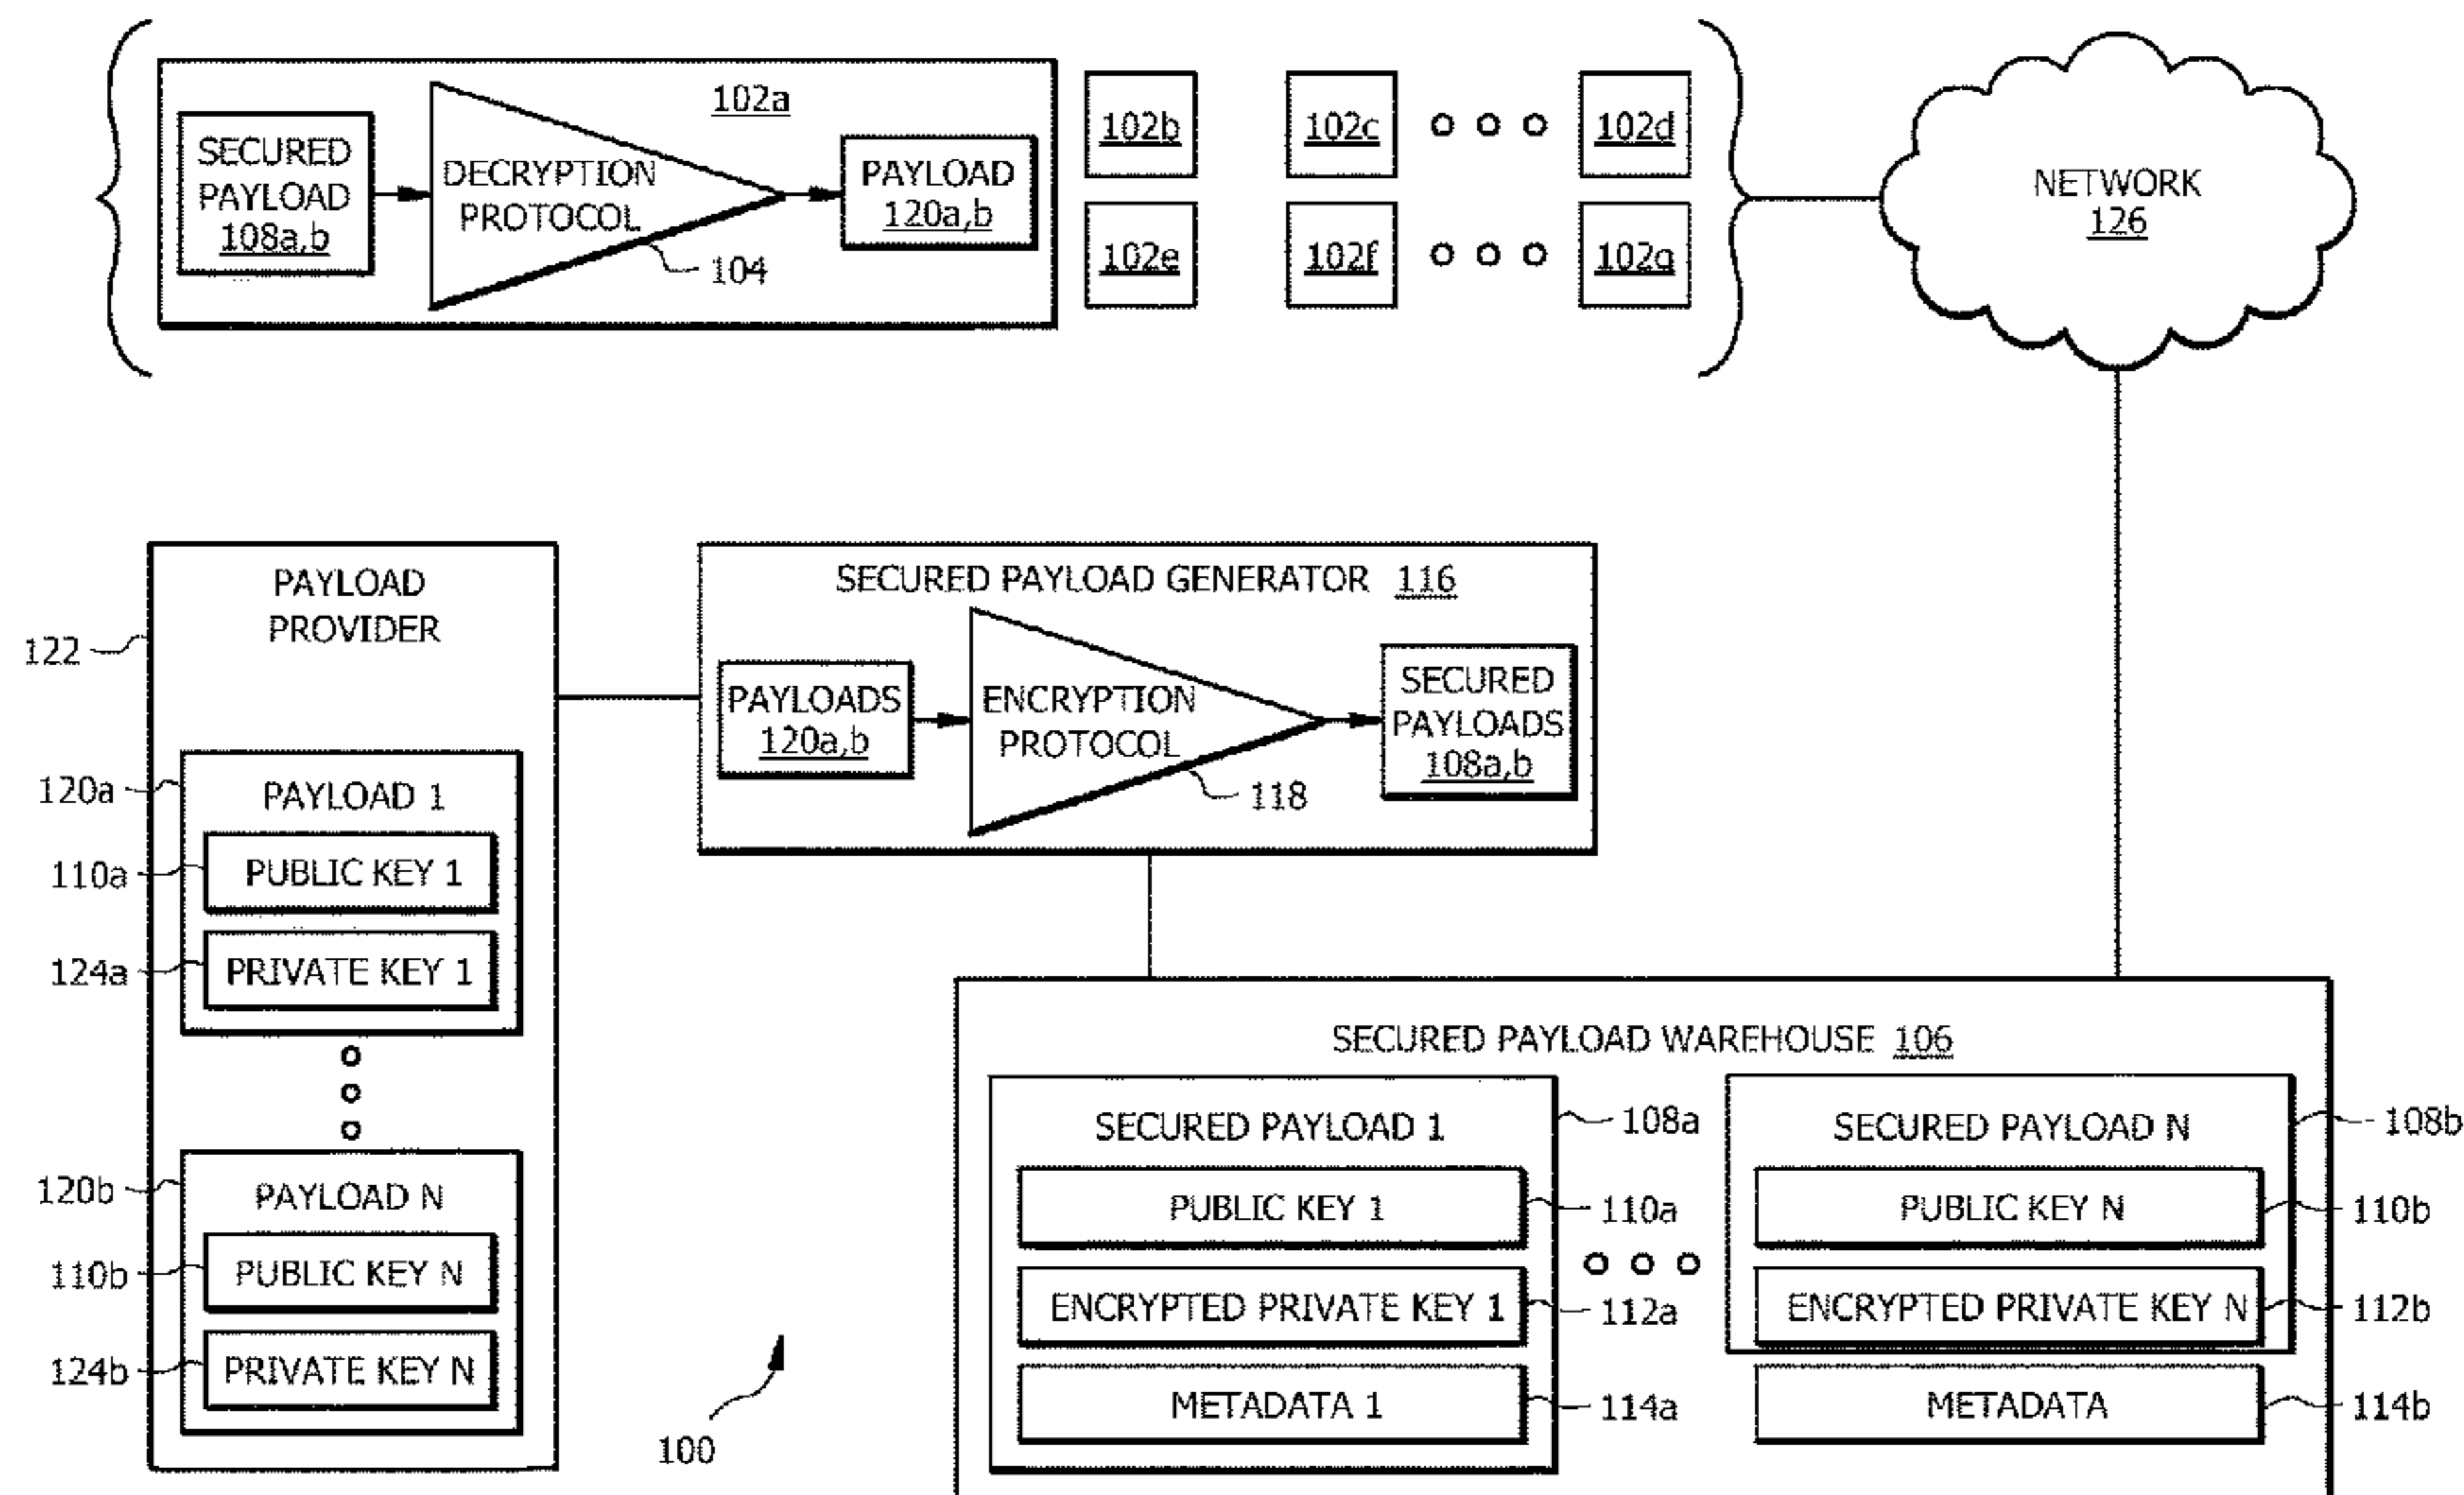 102a
SECURED
PAYLOAD
108a,b
DECRYPTION
PROTOCOL
104
PAYLOAD
120a,b
102b
102c
102d
102e
102f
102g
NETWORK
126
PAYLOAD
PROVIDER
122
120a
PAYLOAD 1
110a
PUBLIC KEY 1
124a
PRIVATE KEY 1
120b
PAYLOAD N
110b
PUBLIC KEY N
124b
PRIVATE KEY N
SECURED PAYLOAD GENERATOR 116
PAYLOADS
120a,b
ENCRYPTION
PROTOCOL
118
SECURED
PAYLOADS
108a,b
100
SECURED PAYLOAD WAREHOUSE 106
SECURED PAYLOAD 1
108a
PUBLIC KEY 1
110a
ENCRYPTED PRIVATE KEY 1
112a
METADATA 1
114a
SECURED PAYLOAD N
108b
PUBLIC KEY N
110b
ENCRYPTED PRIVATE KEY N
112b
METADATA
114b